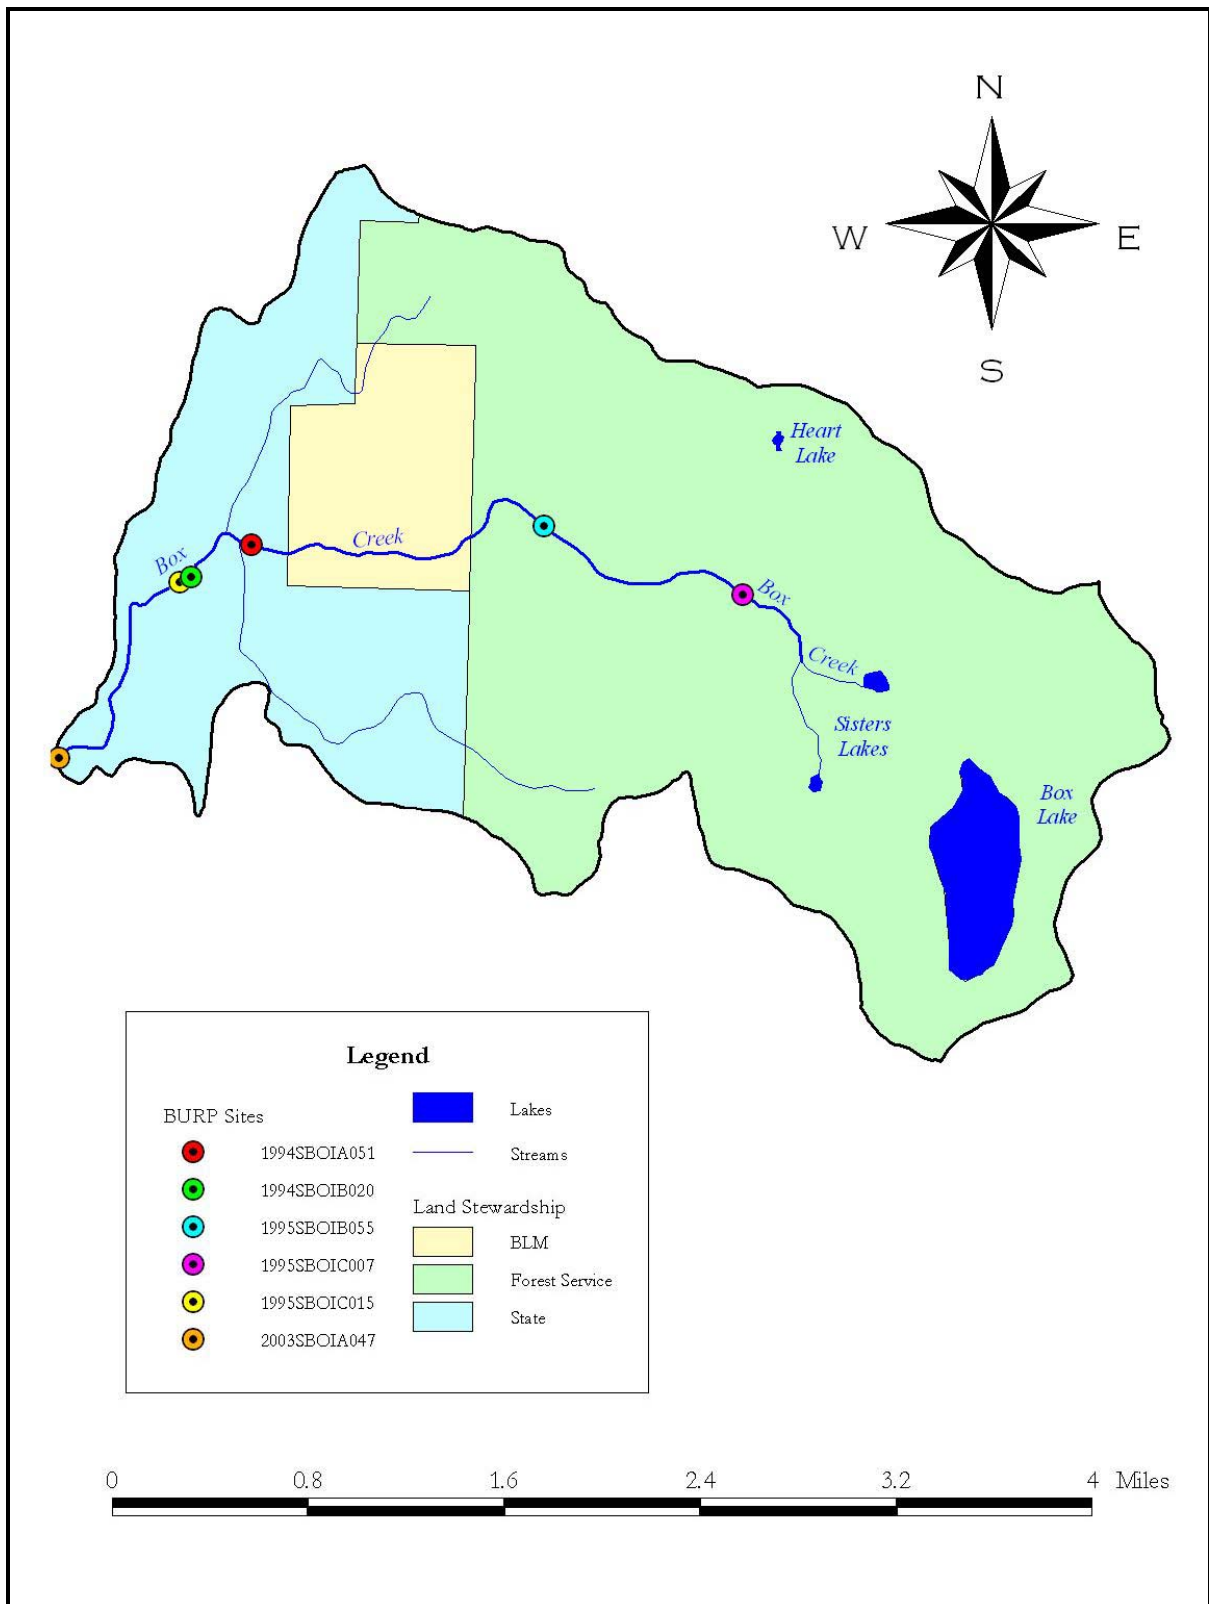 N
W
E
S
Heart
Lake
Box
Creek
Box
Creek
Sisters
Lakes
Box
Lake
Legend
BURP Sites
1994SBOIA051
1994SBOIB020
1995SBOIB055
1995SBOIC007
1995SBOIC015
2003SBOIA047
Lakes
Streams
Land Stewardship
BLM
Forest Service
State
0
0.8
1.6
2.4
3.2
4
Miles